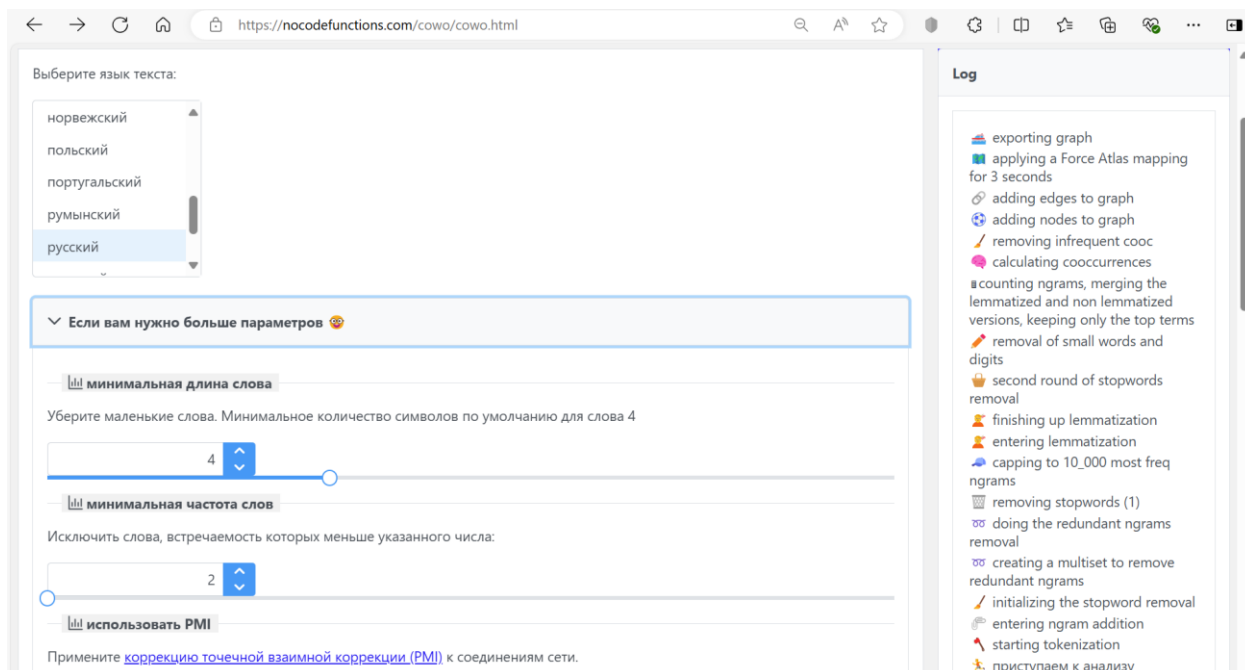 https://nocodefunctions.com/cowo/cowo.html
Выберите язык текста:
норвежский
польский
португальский
румынский
русский
Если вам нужно больше параметров
минимальная длина слова
Уберите маленькие слова. Минимальное количество символов по умолчанию для слова 4
4
минимальная частота слов
Исключить слова, встречаемость которых меньше указанного числа:
2
использовать PMI
Примените коррекцию точечной взаимной коррекции (PMI) к соединениям сети.
Log
exporting graph
applying a Force Atlas mapping
for 3 seconds
adding edges to graph
adding nodes to graph
removing infrequent cooc
calculating cooccurrences
counting ngrams, merging the
lemmatized and non lemmatized
versions, keeping only the top terms
removal of small words and
digits
second round of stopwords
removal
finishing up lemmatization
entering lemmatization
capping to 10_000 most freq
ngrams
removing stopwords (1)
doing the redundant ngrams
removal
creating a multiset to remove
redundant ngrams
initializing the stopword removal
entering ngram addition
starting tokenization
приступаем к анализу